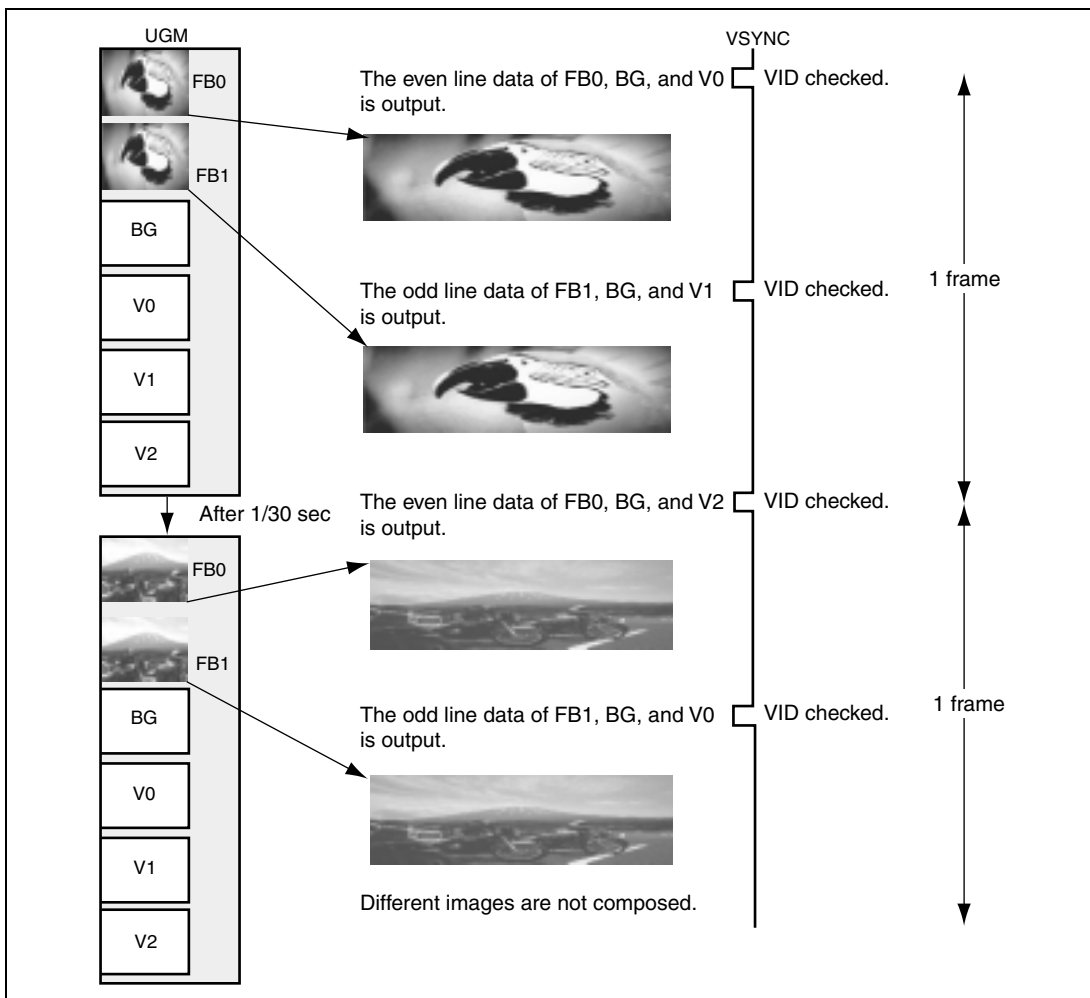 UGM
VSYNC
FB0
The even line data of FB0, BG, and V0
is output.
VID checked.
FB1
BG
V0
The odd line data of FB1, BG, and V1
is output.
VID checked.
1 frame
V1
V2
After 1/30 sec
The even line data of FB0, BG, and V2
is output.
VID checked.
FB0
FB1
BG
The odd line data of FB1, BG, and V0
is output.
VID checked.
1 frame
V0
V1
V2
Different images are not composed.